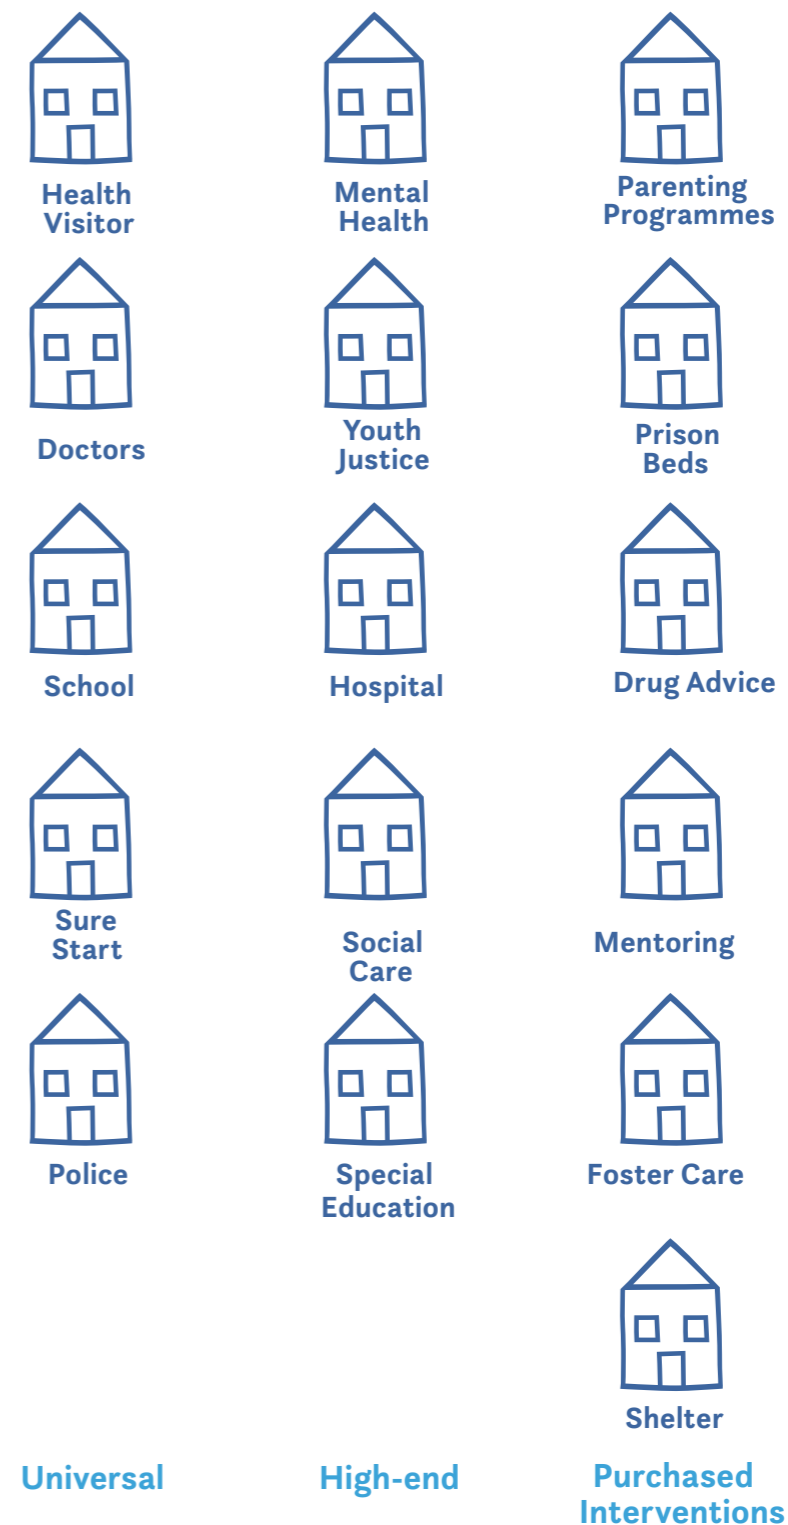 Health
Visitor
Mental
Health
Parenting
Programmes
Doctors
Youth
Justice
Prison
Beds
School
Hospital
Drug Advice
Sure
Start
Social
Care
Mentoring
Police
Special
Education
Foster Care
Shelter
Universal
High-end
Purchased
Interventions